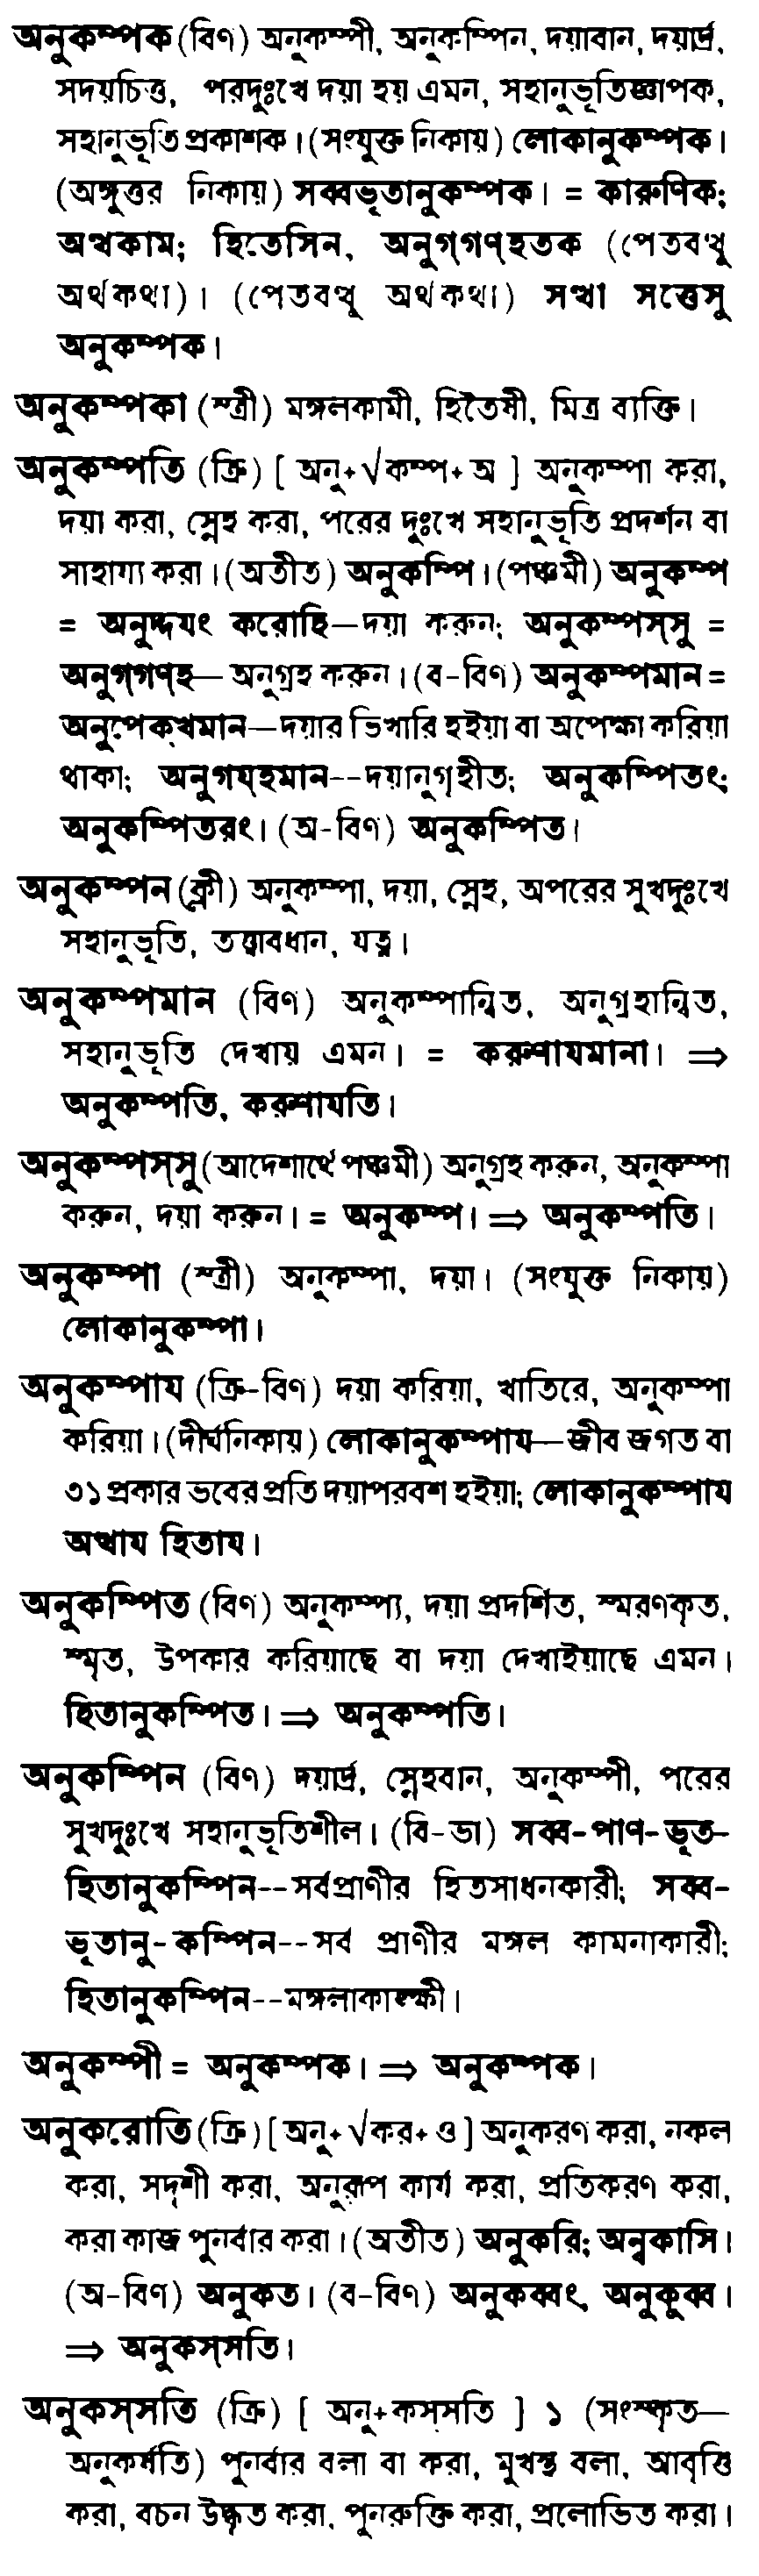 অনুকম্পক (বিণ) অনুকম্পী, অনুকম্পিন, দয়াবান, দয়ার্দ্র,
সদয়চিত্ত, পরদুঃখে দয়া হয় এমন, সহানুভূতিজ্ঞাপক,
সহানুভূতি প্রকাশক। (সংযুক্ত নিকায়) লোকানুকম্পক।
(অঙ্গুত্তর নিকায়) সব্বভূতানুকম্পক। = কারুণিক;
অত্থকাম; হিতেসিন, অনুগ্গণ্হতক (পেতবত্থু
অর্থকথা)। (পেতবত্থু অর্থকথা) সত্থা সত্তেসু
অনুকম্পক।
অনুকম্পকা (স্ত্রী) মঙ্গলকামী, হিতৈষী, মিত্র ব্যক্তি।
অনুকম্পতি (ক্রি) [ অনু+√কম্প+অ ] অনুকম্পা করা,
দয়া করা, স্নেহ করা, পরের দুঃখে সহানুভূতি প্রদর্শন বা
সাহায্য করা। (অতীত) অনুকম্পি। (পঞ্চমী) অনুকম্প
= অনুদ্দযং করোহি—দয়া করুন; অনুকম্পস্সু =
অনুগ্গণ্হ— অনুগ্রহ করুন। (ব-বিণ) অনুকম্পমান =
অনুপেক্খমান—দয়ার ভিখারি হইয়া বা অপেক্ষা করিয়া
থাকা; অনুগয্হমান--দয়ানুগৃহীত; অনুকম্পিতং;
অনুকম্পিতরং। (অ-বিণ) অনুকম্পিত।
অনুকম্পন (ক্লী) অনুকম্পা, দয়া, স্নেহ, অপরের সুখদুঃখে
সহানুভূতি, তত্ত্বাবধান, যত্ন।
অনুকম্পমান (বিণ) অনুকম্পান্বিত, অনুগ্রহান্বিত,
সহানুভূতি দেখায় এমন। = করুণাযমানা। ⇒
অনুকম্পতি, করুণাযতি।
অনুকম্পস্সু (আদেশার্থে পঞ্চমী) অনুগ্রহ করুন, অনুকম্পা
করুন, দয়া করুন। = অনুকম্প। ⇒ অনুকম্পতি।
অনুকম্পা (স্ত্রী) অনুকম্পা, দয়া। (সংযুক্ত নিকায়)
লোকানুকম্পা।
অনুকম্পায (ক্রি-বিণ) দয়া করিয়া, খাতিরে, অনুকম্পা
করিয়া। (দীর্ঘনিকায়) লোকানুকম্পায—জীব জগত বা
৩১ প্রকার ভবের প্রতি দয়াপরবশ হইয়া; লোকানুকম্পায
অত্থায হিতায।
অনুকম্পিত (বিণ) অনুকম্প্য, দয়া প্রদর্শিত, স্মরণকৃত,
স্মৃত, উপকার করিয়াছে বা দয়া দেখাইয়াছে এমন।
হিতানুকম্পিত। ⇒ অনুকম্পতি।
অনুকম্পিন (বিণ) দয়ার্দ্র, স্নেহবান, অনুকম্পী, পরের
সুখদুঃখে সহানুভূতিশীল। (বি-ভা) সব্ব-পাণ-ভূত-
হিতানুকম্পিন--সর্বপ্রাণীর হিতসাধনকারী; সব্ব-
ভূতানু-কম্পিন--সর্ব প্রাণীর মঙ্গল কামনাকারী;
হিতানুকম্পিন--মঙ্গলাকাঙ্ক্ষী।
অনুকম্পী = অনুকম্পক। ⇒ অনুকম্পক।
অনুকরোতি (ক্রি) [ অনু+√কর+ও ] অনুকরণ করা, নকল
করা, সদৃশী করা, অনুরূপ কার্য করা, প্রতিকরণ করা,
করা কাজ পুনর্বার করা। (অতীত) অনুকরি; অন্বকাসি।
(অ-বিণ) অনুকত। (ব-বিণ) অনুকব্বং, অনুকুব্ব।
⇒ অনুকস্সতি।
অনুকস্সতি (ক্রি) [ অনু+কস্সতি ] ১ (সংস্কৃত—
অনুকর্ষতি) পুনর্বার বলা বা করা, মুখস্থ বলা, আবৃত্তি
করা, বচন উদ্ধৃত করা, পুনরুক্তি করা, প্রলোভিত করা।